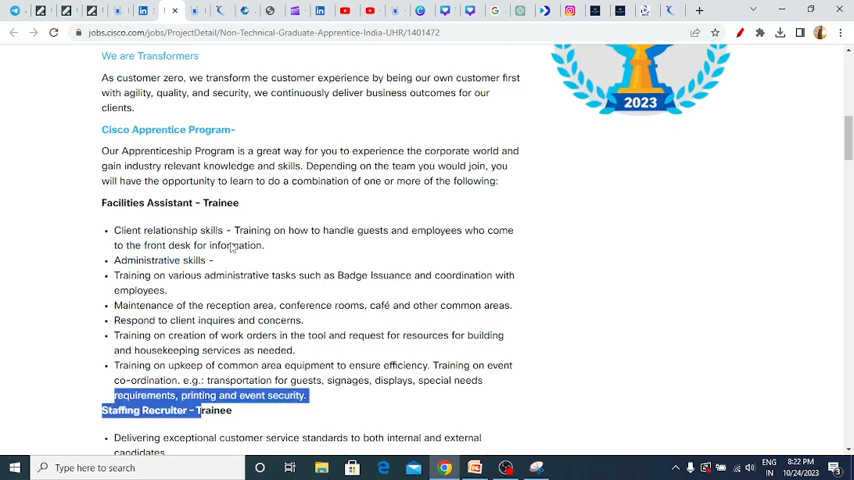 jobs.cisco.com/jobs/ProjectDetail/Non-Technical-Graduate-Apprentice-India-UHR/1401472
We are Transformers
As customer zero, we transform the customer experience by being our own customer first
with agility, quality, and security, we continuously deliver business outcomes for our
clients.
2023
Cisco Apprentice Program-
Our Apprenticeship Program is a great way for you to experience the corporate world and
gain industry relevant knowledge and skills. Depending on the team you would join, you
will have the opportunity to learn to do a combination of one or more of the following:
Facilities Assistant - Trainee
• Client relationship skills - Training on how to handle guests and employees who come
to the front desk for information.
• Administrative skills -
• Training on various administrative tasks such as Badge Issuance and coordination with
employees.
• Maintenance of the reception area, conference rooms, café and other common areas.
• Respond to client inquires and concerns.
• Training on creation of work orders in the tool and request for resources for building
and housekeeping services as needed.
• Training on upkeep of common area equipment to ensure efficiency. Training on event
co-ordination. e.g.: transportation for guests, signages, displays, special needs
requirements, printing and event security.
Staffing Recruiter - Trainee
• Delivering exceptional customer service standards to both internal and external
candidates.
Type here to search
ENG
IN
8:22 PM
10/24/2023
3